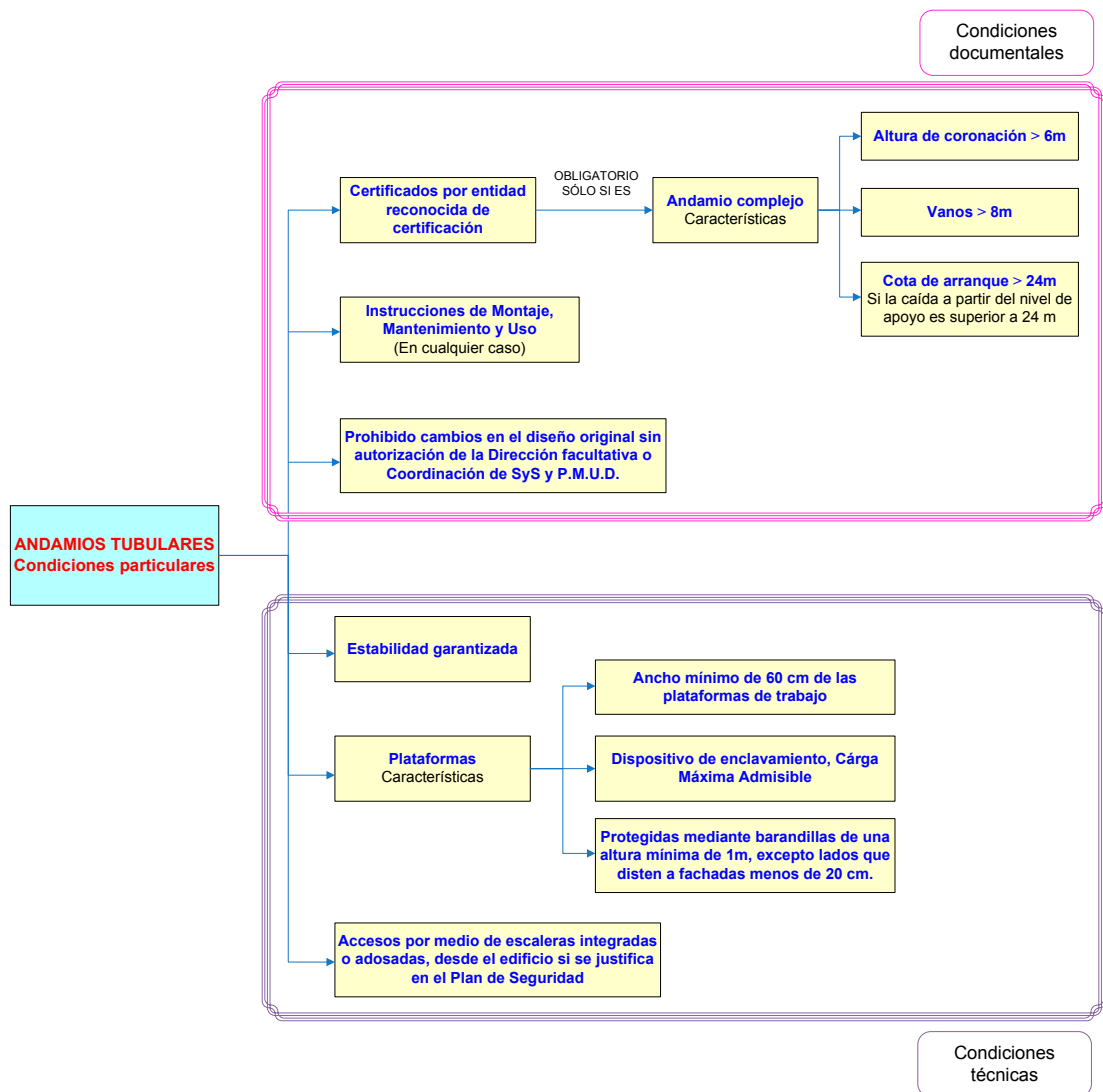 Condiciones
documentales
Altura de coronación > 6m
OBLIGATORIO
SÓLO SI ES
Certificados por entidad
reconocida de
certificación
Andamio complejo
Características
Vanos > 8m
Cota de arranque > 24m
Si la caída a partir del nivel de
apoyo es superior a 24 m
Instrucciones de Montaje,
Mantenimiento y Uso
(En cualquier caso)
Prohibido cambios en el diseño original sin
autorización de la Dirección facultativa o
Coordinación de SyS y P.M.U.D.
ANDAMIOS TUBULARES
Condiciones particulares
Estabilidad garantizada
Ancho mínimo de 60 cm de las
plataformas de trabajo
Plataformas
Características
Dispositivo de enclavamiento, Cárga
Máxima Admisible
Protegidas mediante barandillas de una
altura mínima de 1m, excepto lados que
disten a fachadas menos de 20 cm.
Accesos por medio de escaleras integradas
o adosadas, desde el edificio si se justifica
en el Plan de Seguridad
Condiciones
técnicas